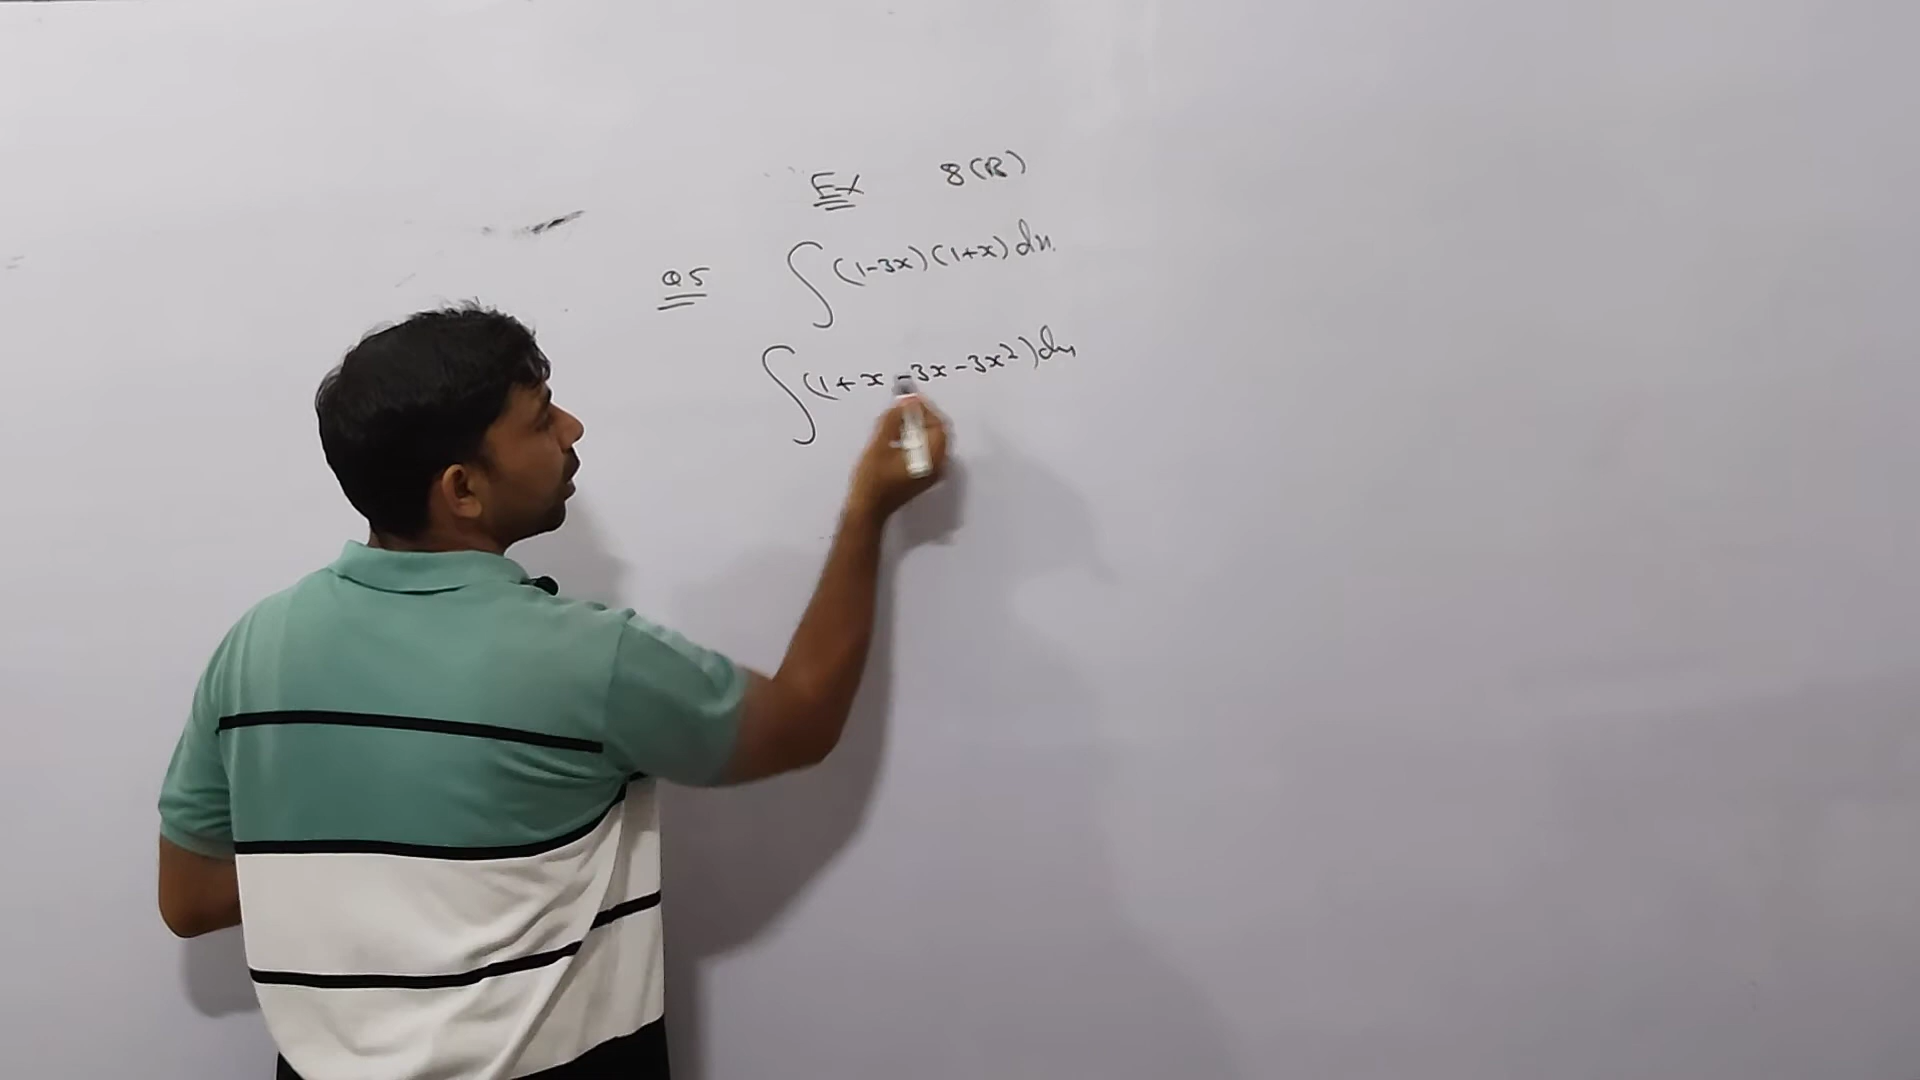 Ex 8(B)
Q5 ∫(1-3x)(1+x)dx.
∫(1+x-3x-3x²)dx